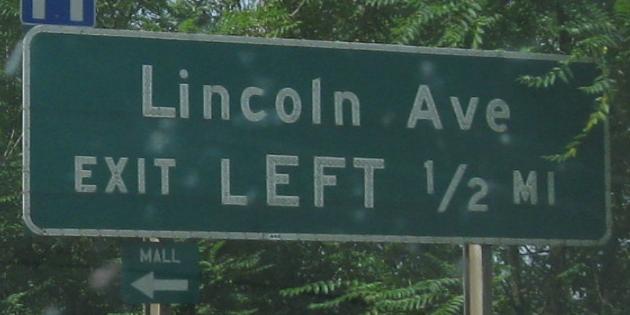 Lincoln Ave
EXIT LEFT 1/2 MI
MALL